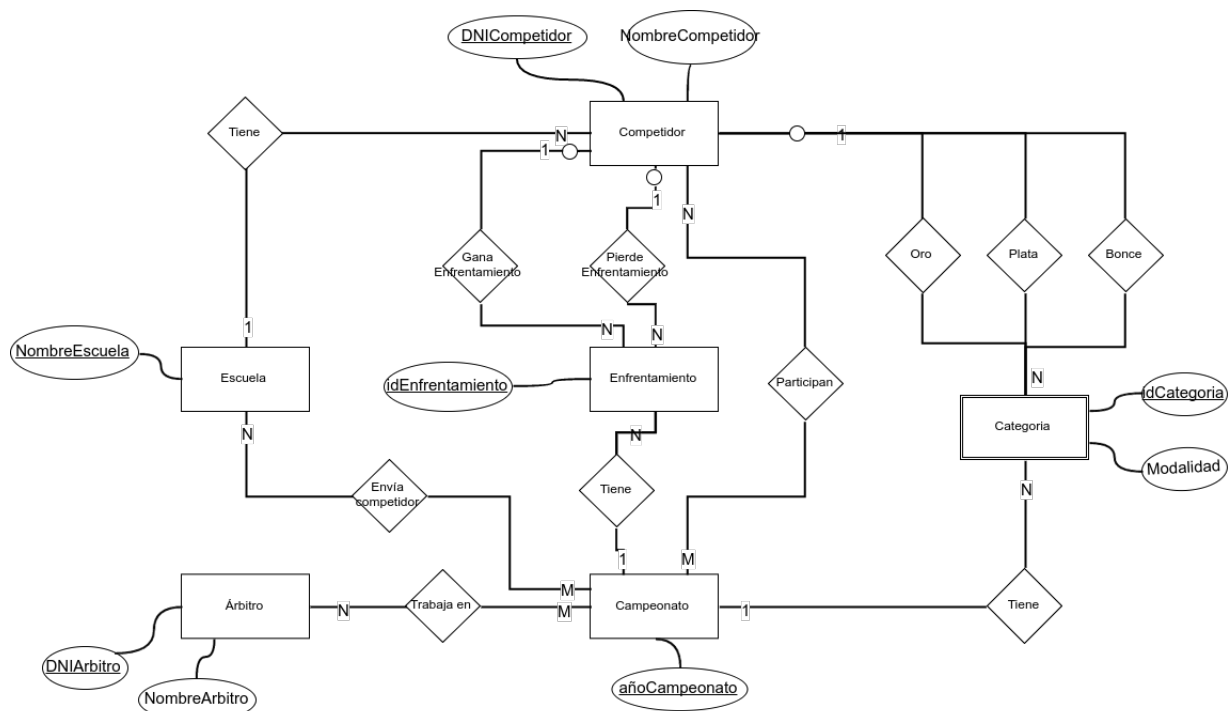 DNICompetidor
NombreCompetidor
Tiene
N
Competidor
1
1
1
N
Gana
Enfrentamiento
Pierde
Enfrentamiento
Oro
Plata
Bonce
1
N
N
NombreEscuela
Escuela
idEnfrentamiento
Enfrentamiento
Participan
N
idCategoria
Categoria
Modalidad
N
N
N
Envía
competidor
Tiene
1
M
M
Árbitro
N
Trabaja en
M
Campeonato
1
Tiene
DNIArbitro
NombreArbitro
añoCampeonato